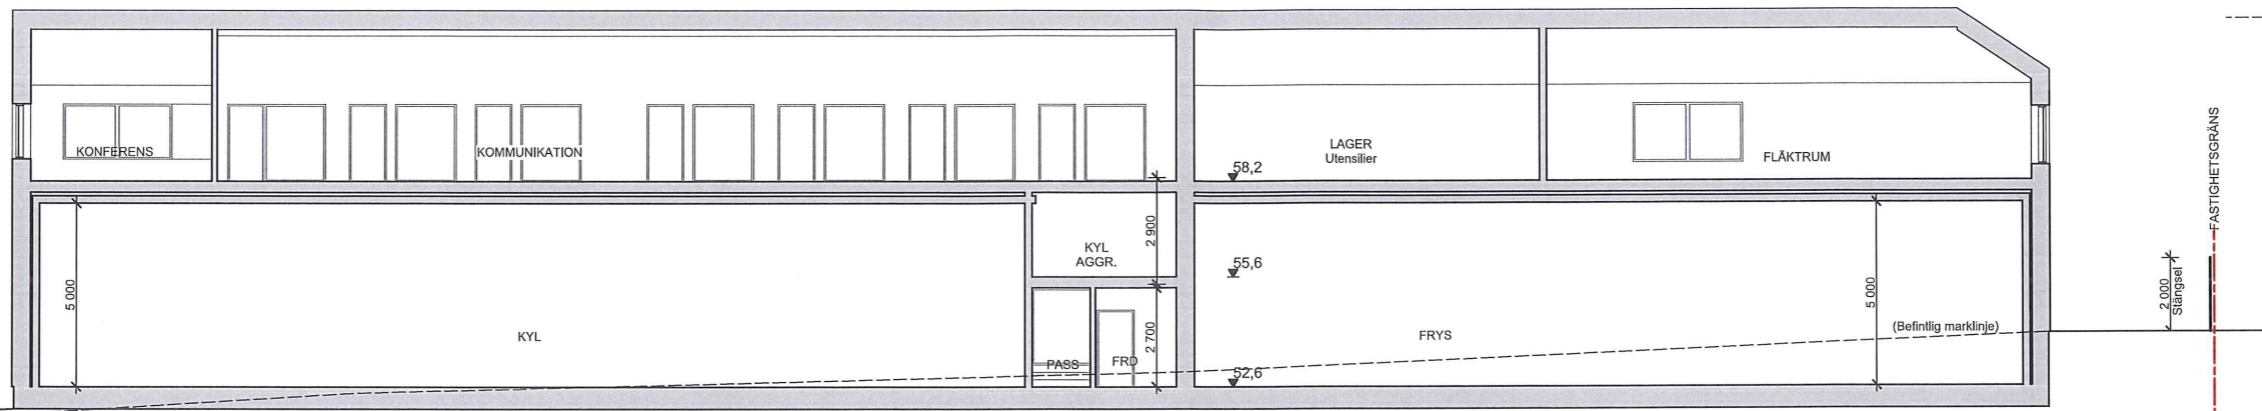 KONFERENS
KOMMUNIKATION
LAGER
Utensilier
FLÄKTRUM
58,2
FASTIGHETSGRÄNS
2 900
KYL
AGGR.
55,6
5 000
5 000
2 000
Stängsel
KYL
2 700
PASS
FRD
FRYS
(Befintlig marklinje)
52,6